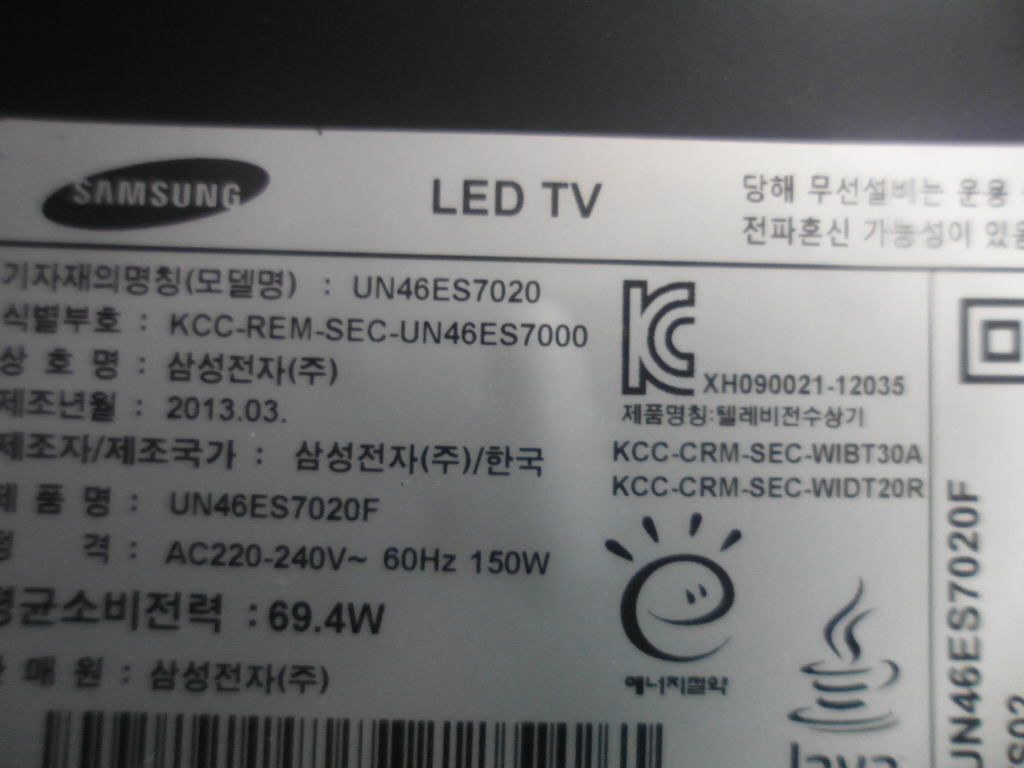 SAMSUNG
LED TV
당해 무선설비는 운용
전파혼신 가능성이 있음
기자재의명칭(모델명) : UN46ES7020
식별부호 : KCC-REM-SEC-UN46ES7000
상 호 명 : 삼성전자(주)
제조년월 : 2013.03.
제조자/제조국가 : 삼성전자(주)/한국
제 품 명 : UN46ES7020F
정 격 : AC220-240V~ 60Hz 150W
평균소비전력 : 69.4W
판 매 원 : 삼성전자(주)
XH090021-12035
제품명칭:텔레비전수상기
KCC-CRM-SEC-WIBT30A
KCC-CRM-SEC-WIDT20R
에너지절약
Java
UN46ES7020F
S02